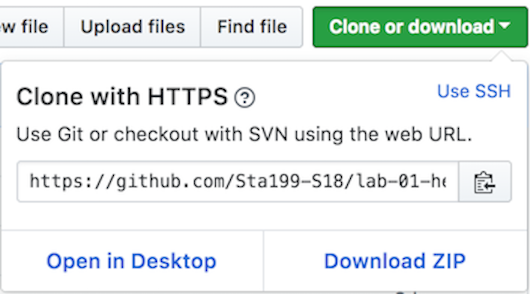 w file Upload files Find file Clone or download
Clone with HTTPS ?
Use SSH
Use Git or checkout with SVN using the web URL.
https://github.com/Sta199-S18/lab-01-he
Open in Desktop Download ZIP